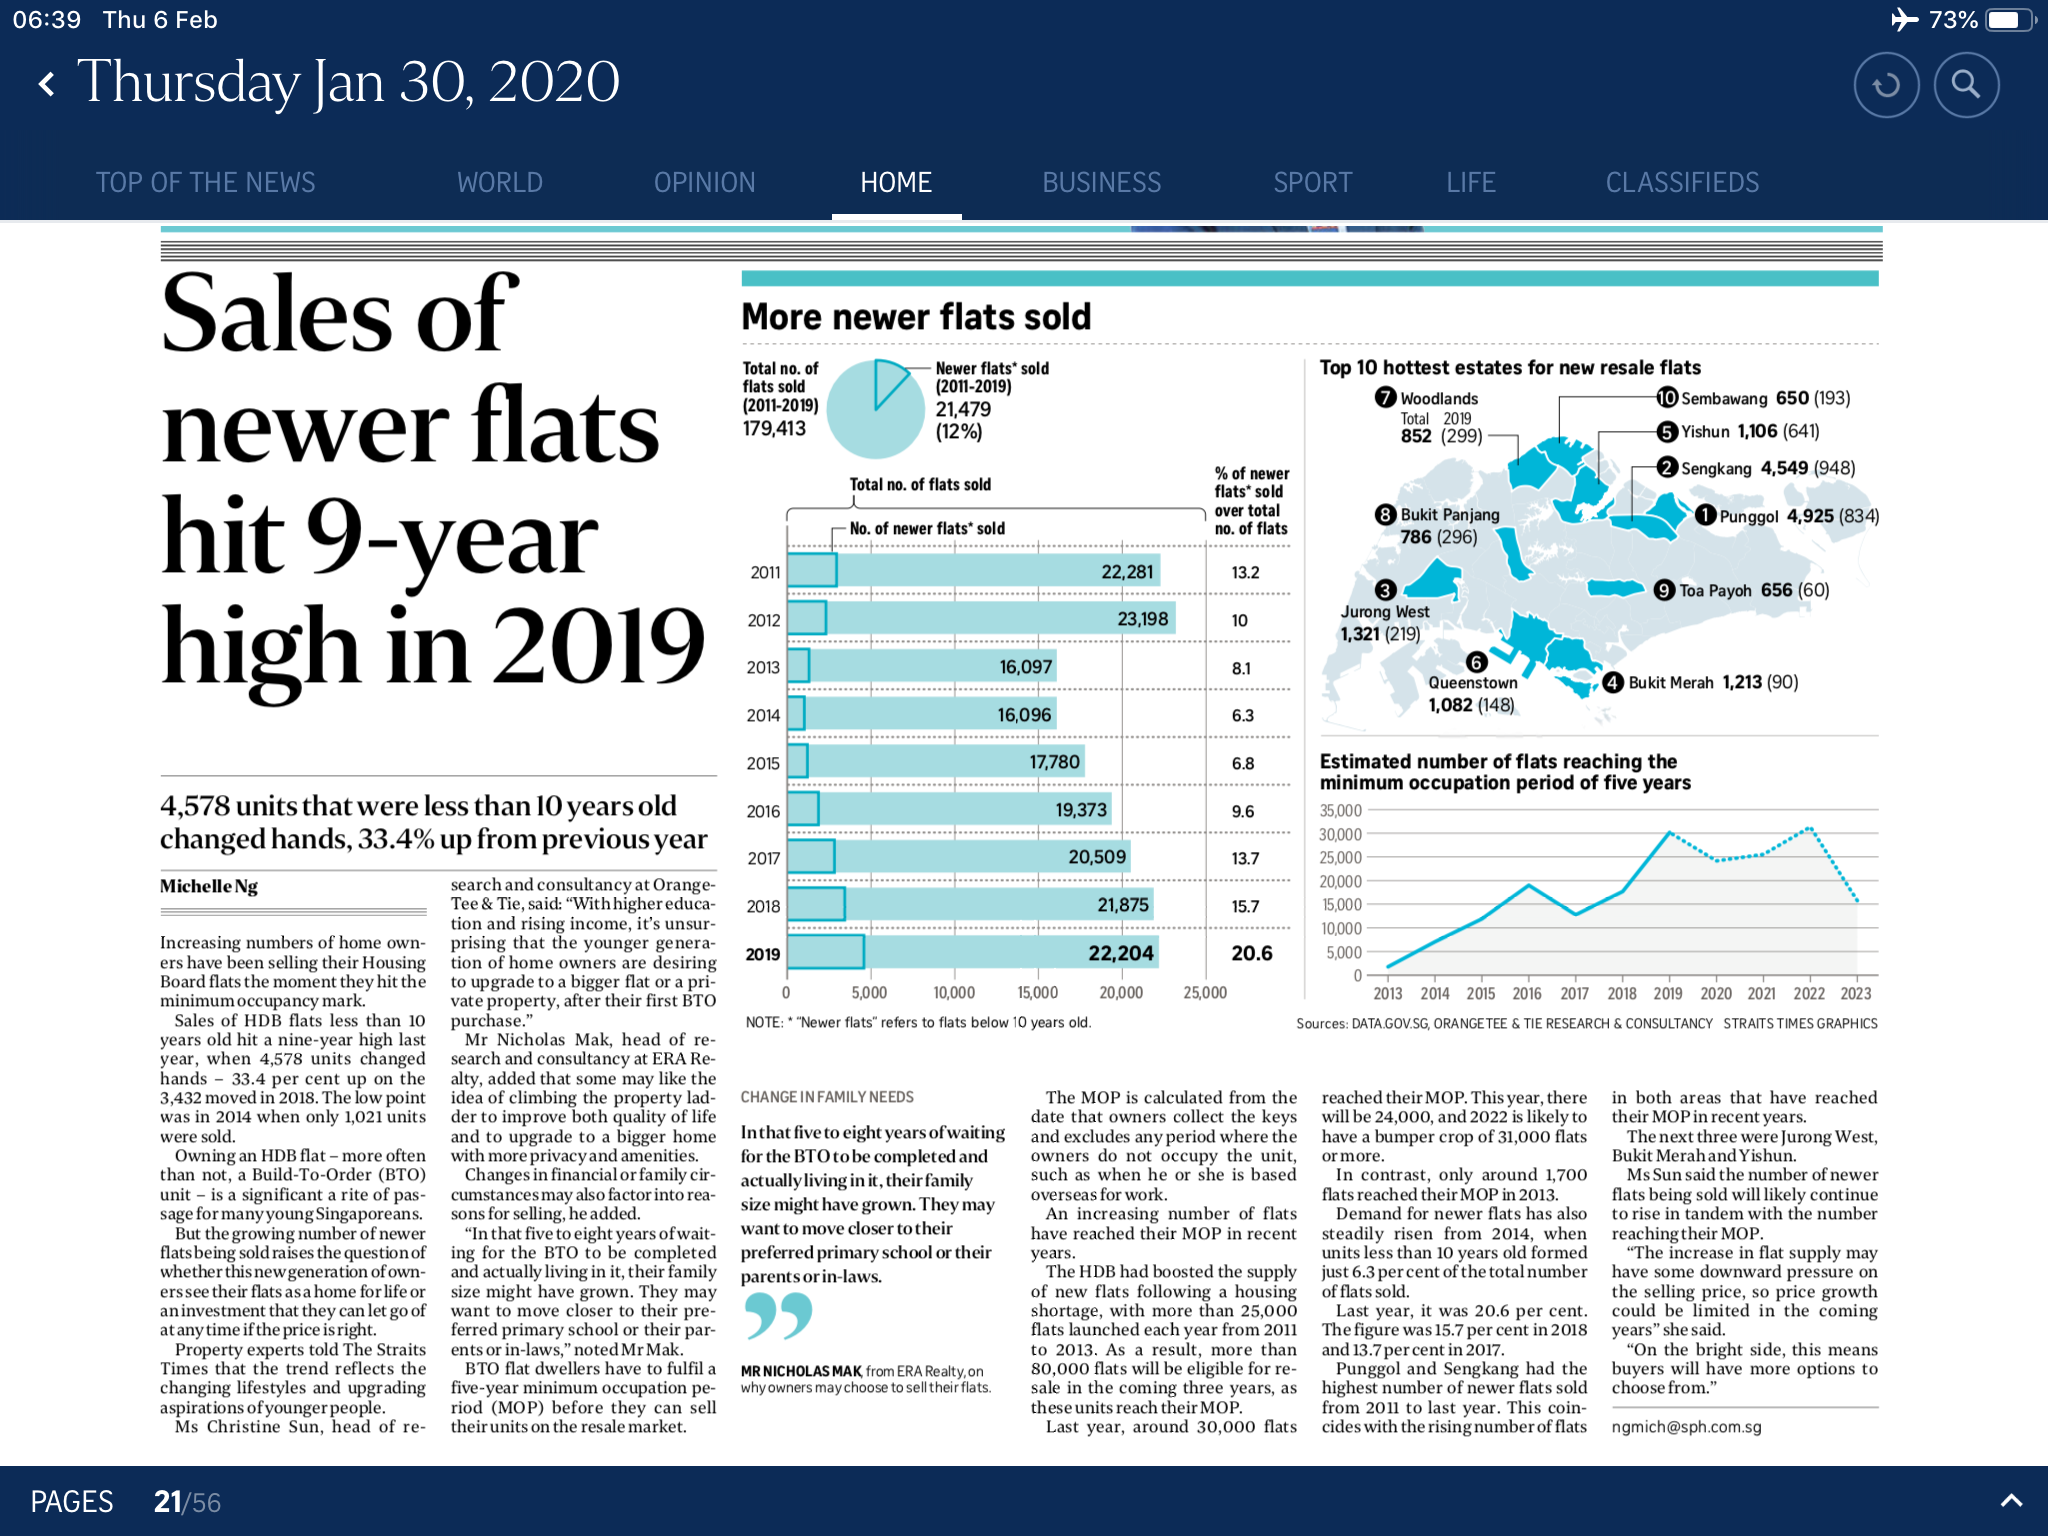 06:39 Thu 6 Feb
73%
Thursday Jan 30, 2020
TOP OF THE NEWS WORLD OPINION HOME BUSINESS SPORT LIFE CLASSIFIEDS
Sales of
newer flats
hit 9-year
high in 2019
4,578 units that were less than 10 years old
changed hands, 33.4% up from previous year
Michelle Ng
Increasing numbers of home own-
ers have been selling their Housing
Board flats the moment they hit the
minimum occupancy mark.
Sales of HDB flats less than 10
years old hit a nine-year high last
year, when 4,578 units changed
hands – 33.4 per cent up on the
3,432 moved in 2018. The low point
was in 2014 when only 1,021 units
were sold.
Owning an HDB flat – more often
than not, a Build-To-Order (BTO)
unit – is a significant a rite of pas-
sage for many young Singaporeans.
But the growing number of newer
flats being sold raises the question of
whether this new generation of own-
ers see their flats as a home for life or
an investment that they can let go of
at any time if the price is right.
Property experts told The Straits
Times that the trend reflects the
changing lifestyles and upgrading
aspirations of younger people.
Ms Christine Sun, head of re-
search and consultancy at Orange-
Tee & Tie, said: “With higher educa-
tion and rising income, it’s unsur-
prising that the younger genera-
tion of home owners are desiring
to upgrade to a bigger flat or a pri-
vate property, after their first BTO
purchase.”
Mr Nicholas Mak, head of re-
search and consultancy at ERA Re-
alty, added that some may like the
idea of climbing the property lad-
der to improve both quality of life
and to upgrade to a bigger home
with more privacy and amenities.
Changes in financial or family cir-
cumstances may also factor into rea-
sons for selling, he added.
“In that five to eight years of wait-
ing for the BTO to be completed
and actually living in it, their family
size might have grown. They may
want to move closer to their pre-
ferred primary school or their par-
ents or in-laws,” noted Mr Mak.
BTO flat dwellers have to fulfil a
five-year minimum occupation pe-
riod (MOP) before they can sell
their units on the resale market.
More newer flats sold
Total no. of
flats sold
(2011-2019)
179,413
Newer flats* sold
(2011-2019)
21,479
(12%)
Total no. of flats sold
No. of newer flats* sold
% of newer
flats* sold
over total
no. of flats
2011 22,281 13.2
2012 23,198 10
2013 16,097 8.1
2014 16,096 6.3
2015 17,780 6.8
2016 19,373 9.6
2017 20,509 13.7
2018 21,875 15.7
2019 22,204 20.6
0 5,000 10,000 15,000 20,000 25,000
NOTE: * “Newer flats” refers to flats below 10 years old.
Top 10 hottest estates for new resale flats
7 Woodlands
Total 2019
852 (299)
10 Sembawang 650 (193)
5 Yishun 1,106 (641)
2 Sengkang 4,549 (948)
1 Punggol 4,925 (834)
8 Bukit Panjang
786 (296)
3
Jurong West
1,321 (219)
9 Toa Payoh 656 (60)
6
Queenstown
1,082 (148)
4 Bukit Merah 1,213 (90)
Estimated number of flats reaching the
minimum occupation period of five years
35,000
30,000
25,000
20,000
15,000
10,000
5,000
0
2013 2014 2015 2016 2017 2018 2019 2020 2021 2022 2023
Sources: DATA.GOV.SG, ORANGETEE & TIE RESEARCH & CONSULTANCY STRAITS TIMES GRAPHICS
CHANGE IN FAMILY NEEDS
In that five to eight years of waiting
for the BTO to be completed and
actually living in it, their family
size might have grown. They may
want to move closer to their
preferred primary school or their
parents or in-laws.
”
MR NICHOLAS MAK, from ERA Realty, on
why owners may choose to sell their flats.
The MOP is calculated from the
date that owners collect the keys
and excludes any period where the
owners do not occupy the unit,
such as when he or she is based
overseas for work.
An increasing number of flats
have reached their MOP in recent
years.
The HDB had boosted the supply
of new flats following a housing
shortage, with more than 25,000
flats launched each year from 2011
to 2013. As a result, more than
80,000 flats will be eligible for re-
sale in the coming three years, as
these units reach their MOP.
Last year, around 30,000 flats
reached their MOP. This year, there
will be 24,000, and 2022 is likely to
have a bumper crop of 31,000 flats
or more.
In contrast, only around 1,700
flats reached their MOP in 2013.
Demand for newer flats has also
steadily risen from 2014, when
units less than 10 years old formed
just 6.3 per cent of the total number
of flats sold.
Last year, it was 20.6 per cent.
The figure was 15.7 per cent in 2018
and 13.7 per cent in 2017.
Punggol and Sengkang had the
highest number of newer flats sold
from 2011 to last year. This coin-
cides with the rising number of flats
in both areas that have reached
their MOP in recent years.
The next three were Jurong West,
Bukit Merah and Yishun.
Ms Sun said the number of newer
flats being sold will likely continue
to rise in tandem with the number
reaching their MOP.
“The increase in flat supply may
have some downward pressure on
the selling price, so price growth
could be limited in the coming
years” she said.
“On the bright side, this means
buyers will have more options to
choose from.”
ngmich@sph.com.sg
PAGES 21/56